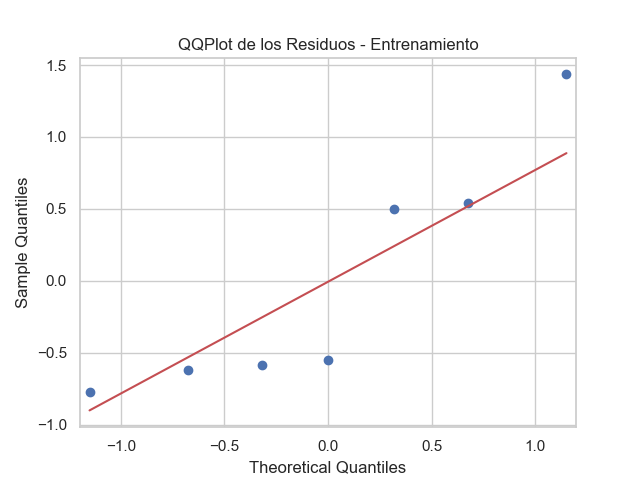 QQPlot de los Residuos - Entrenamiento
1.5
1.0
0.5
0.0
−0.5
−1.0
Sample Quantiles
−1.0 −0.5 0.0 0.5 1.0
Theoretical Quantiles